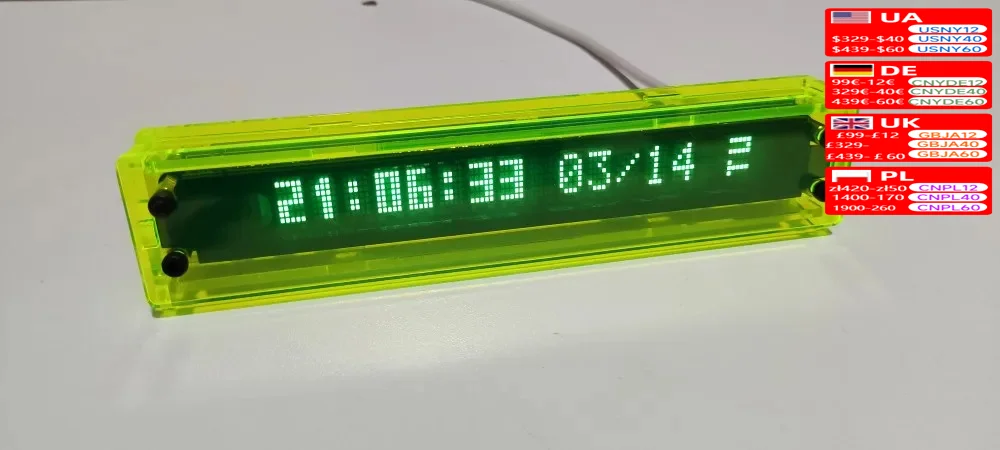 21:06:33 03/14
UA
USNY12
$329-$40 USNY40
$439-$60 USNY60
DE
99€-12€ CNYDE12
329€-40€ CNYDE40
439€-60€ CNYDE60
UK
£99-£12 GBJA12
£329- GBJA40
£439-£60 GBJA60
PL
zł420-zł50 CNPL12
1400-170 CNPL40
1900-260 CNPL60